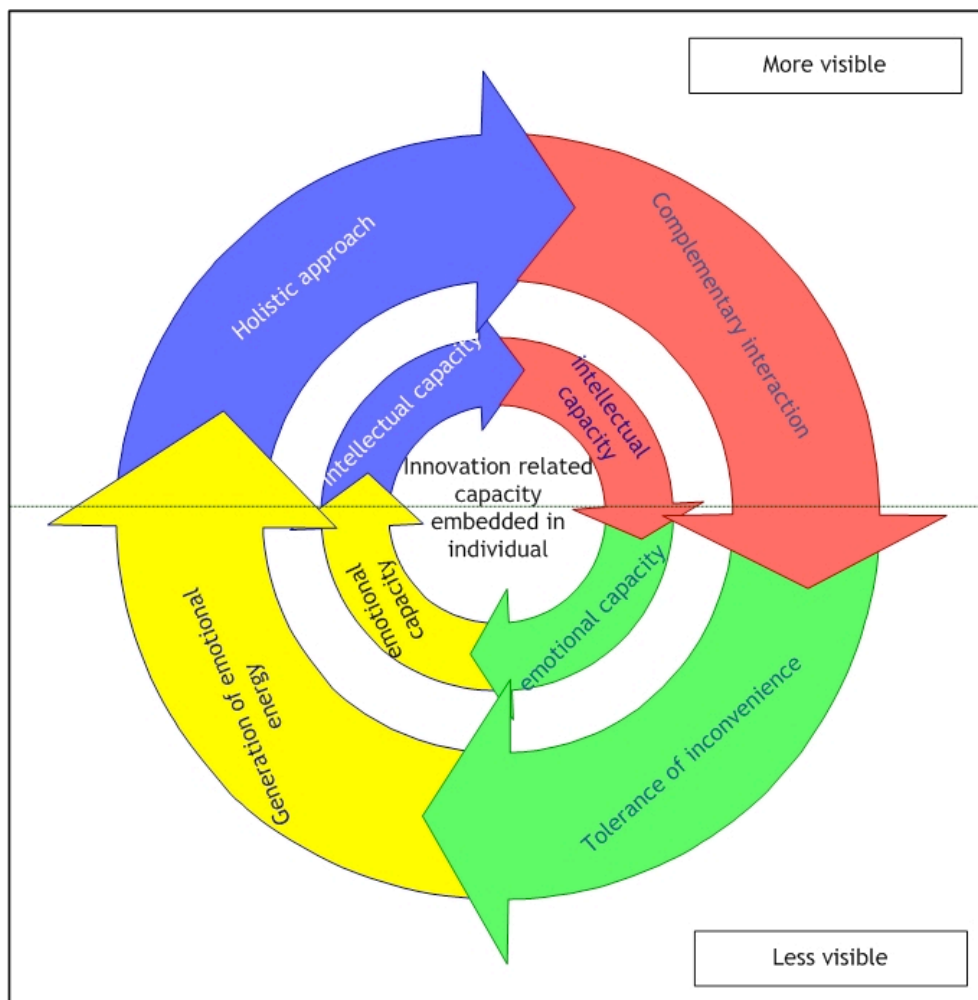 More visible
Holistic approach
Complementary interaction
intellectual capacity
intellectual
capacity
Innovation related
capacity
embedded in
individual
emotional
capacity
emotional capacity
Generation of emotional
energy
Tolerance of inconvenience
Less visible